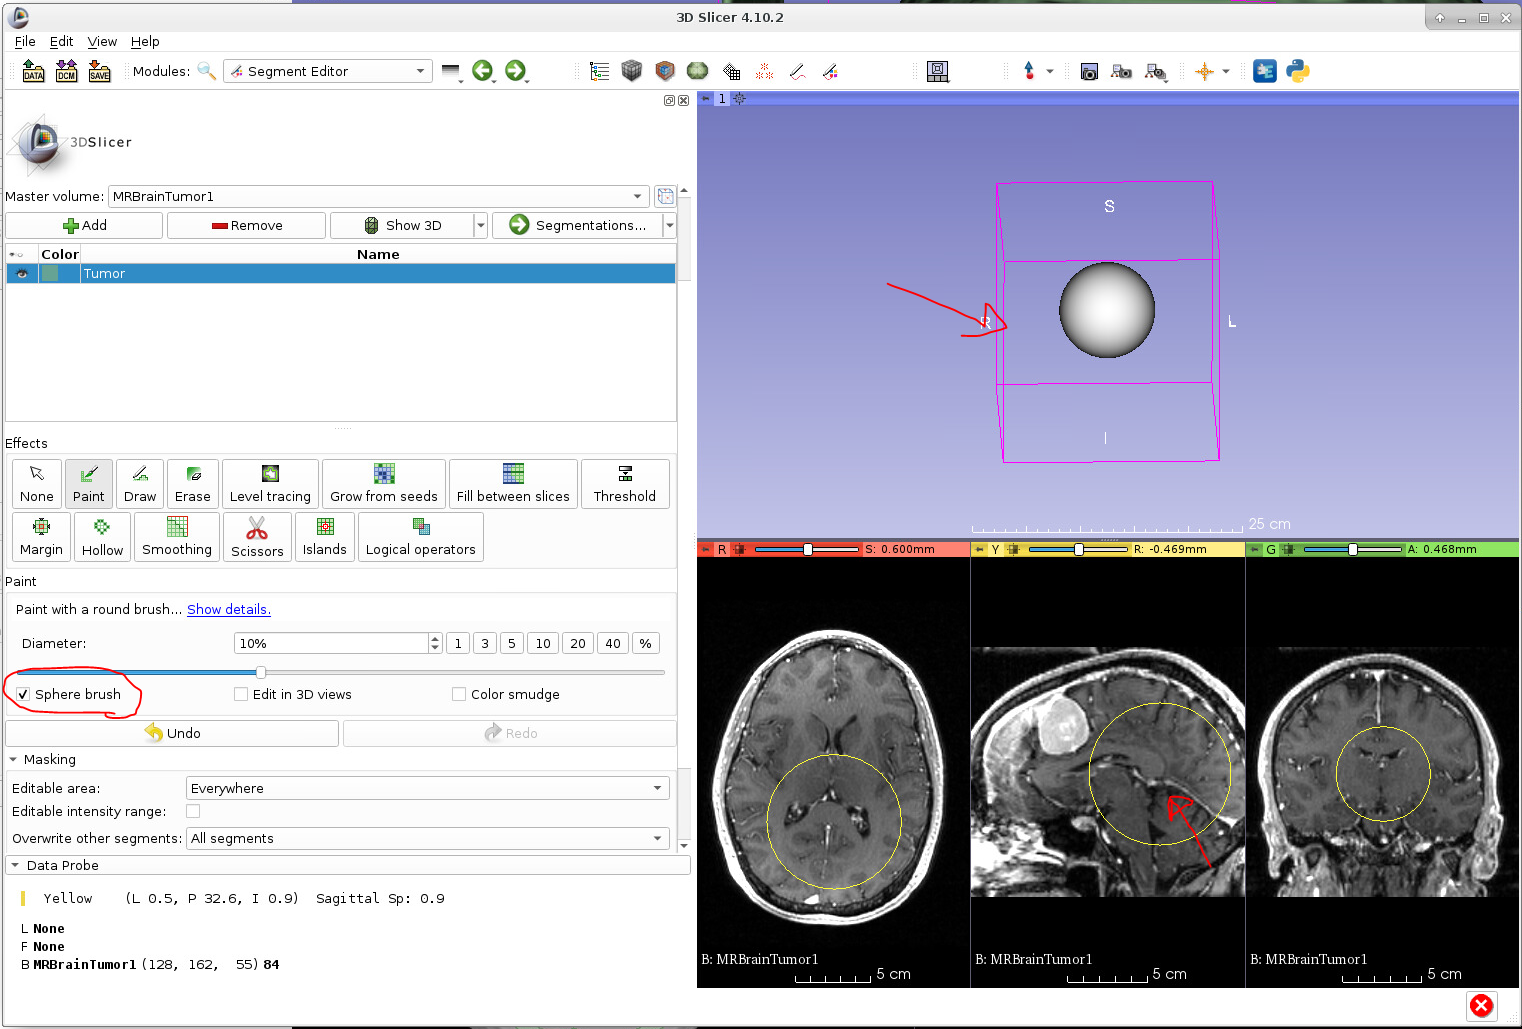 3D Slicer 4.10.2
File Edit View Help
DATA DCM SAVE Modules: Segment Editor
1
3DSlicer
Master volume: MRBrainTumor1
Add Remove Show 3D Segmentations...
Color Name
Tumor
S
R L
I
25 cm
Effects
None Paint Draw Erase Level tracing Grow from seeds Fill between slices Threshold
Margin Hollow Smoothing Scissors Islands Logical operators
Paint
Paint with a round brush... Show details.
Diameter: 10% 1 3 5 10 20 40 %
Sphere brush Edit in 3D views Color smudge
Undo Redo
Masking
Editable area: Everywhere
Editable intensity range:
Overwrite other segments: All segments
Data Probe
Yellow (L 0.5, P 32.6, I 0.9) Sagittal Sp: 0.9
L None
F None
B MRBrainTumor1 (128, 162, 55) 84
R S: 0.600mm
Y R: -0.469mm
G A: 0.468mm
B: MRBrainTumor1
5 cm
B: MRBrainTumor1
5 cm
B: MRBrainTumor1
5 cm